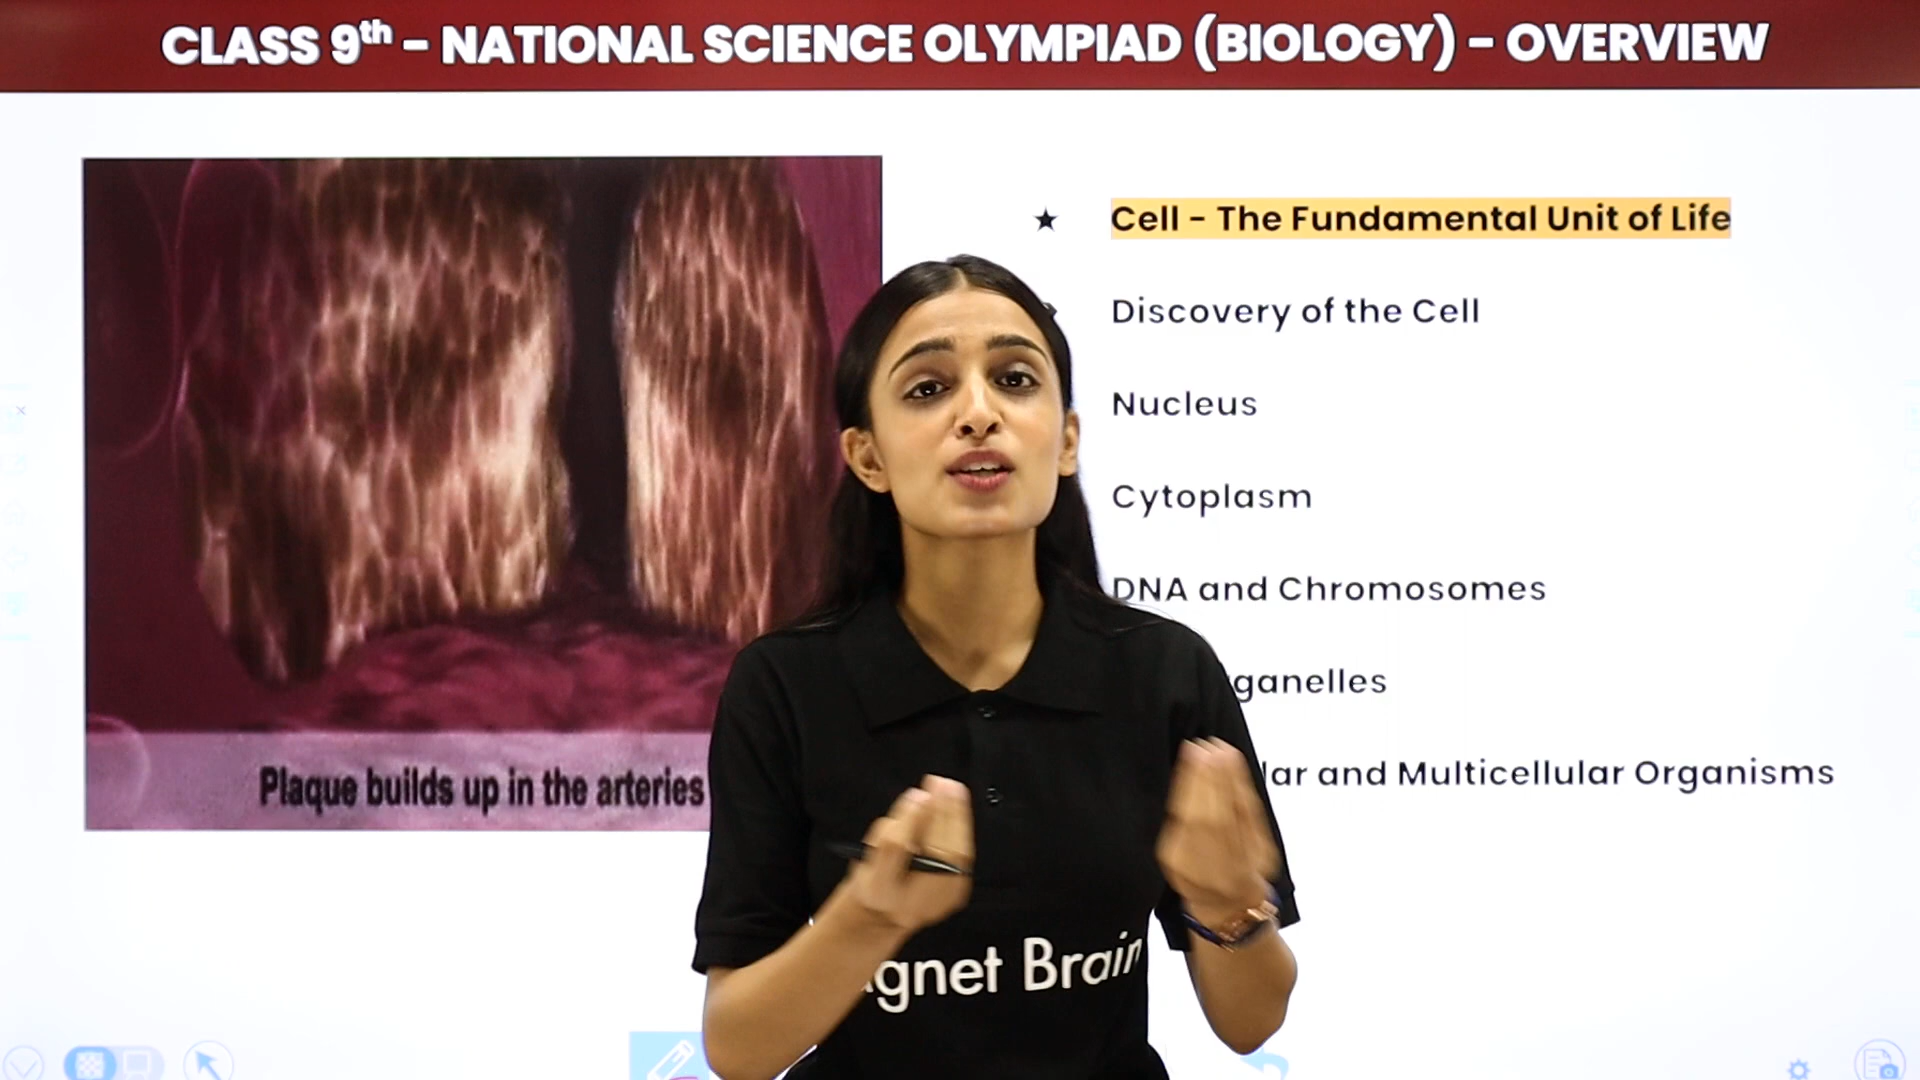 CLASS 9th - NATIONAL SCIENCE OLYMPIAD (BIOLOGY) - OVERVIEW
★ Cell - The Fundamental Unit of Life
Discovery of the Cell
Nucleus
Cytoplasm
DNA and Chromosomes
ganelles
lar and Multicellular Organisms
Plaque builds up in the arteries
gnet Brain